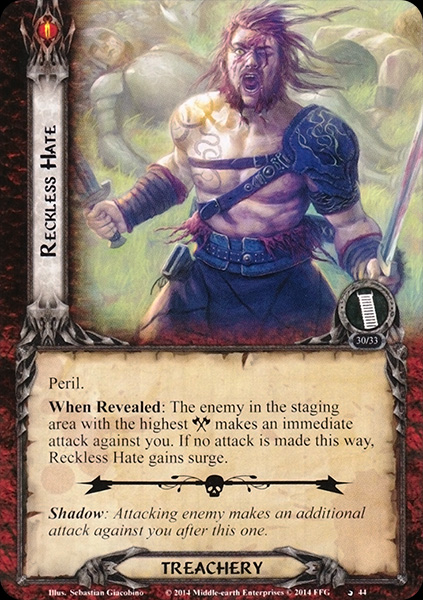 RECKLESS HATE
30/33
Peril.
When Revealed: The enemy in the staging
area with the highest makes an immediate
attack against you. If no attack is made this way,
Reckless Hate gains surge.
Shadow: Attacking enemy makes an additional
attack against you after this one.
TREACHERY
Illus. Sebastian Giacobino © 2014 Middle-earth Enterprises © 2014 FFG 44